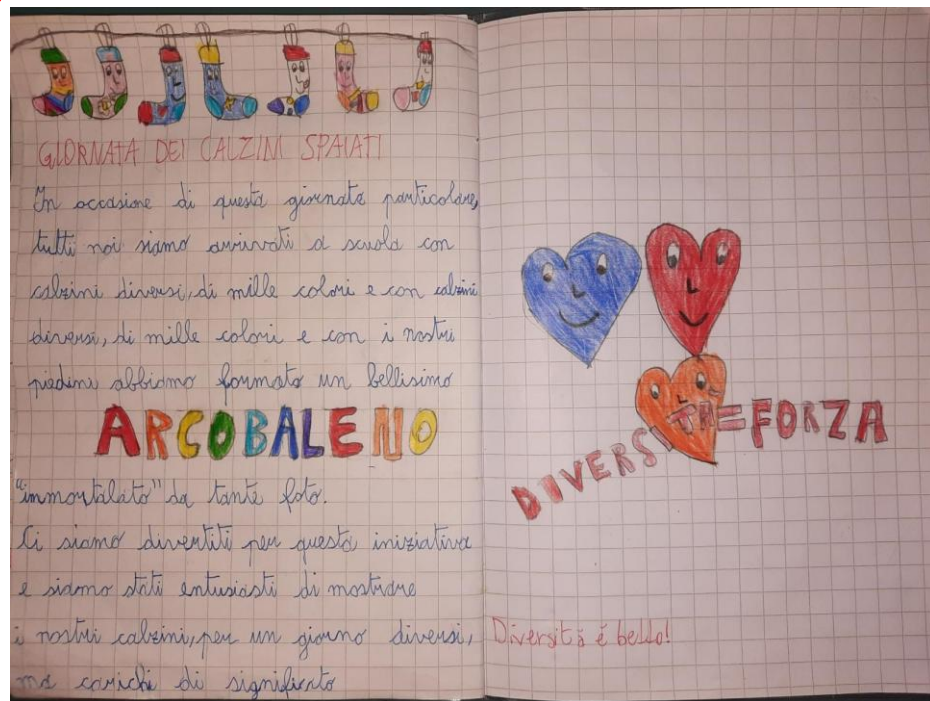 GIORNATA DEI CALZINI SPAIATI
In occasione di questa giornata particolare,
tutti noi siamo arrivati a scuola con
calzini diversi, di mille colori e con calzini
diversi, di mille colori e con i nostri
piedini abbiamo formato un bellisimo
ARCOBALENO
"immortalato" da tante foto.
Ci siamo divertiti per questa iniziativa
e siamo stati entusiasti di mostrare
i nostri calzini, per un giorno diversi,
ma carichi di significato
DIVERSITA=FORZA
Diversità é bello!